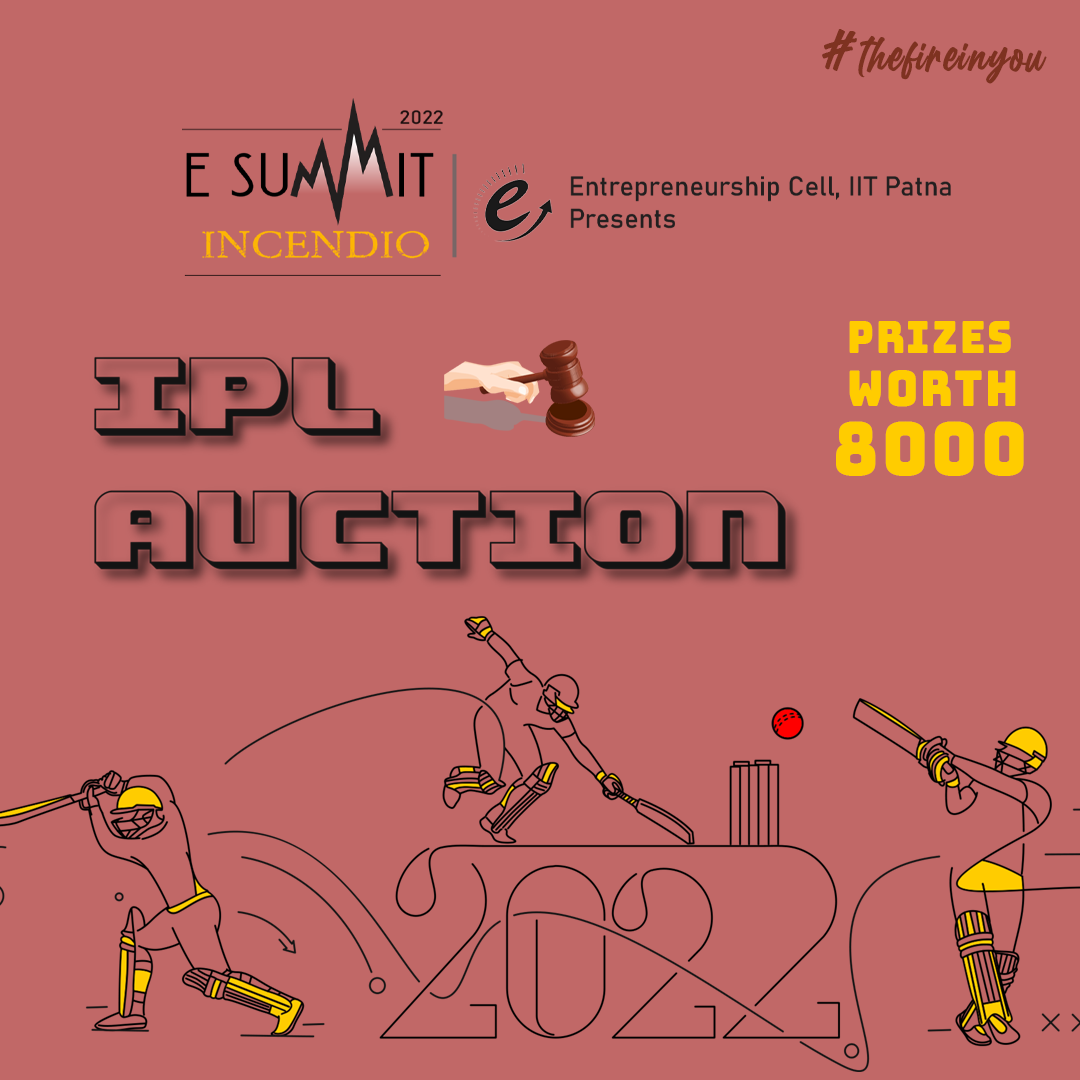 #thefireinyou
2022
E SUMMIT
INCENDIO
e
Entrepreneurship Cell, IIT Patna
Presents
IPL
AUCTION
PRIZES
WORTH
8000
2022